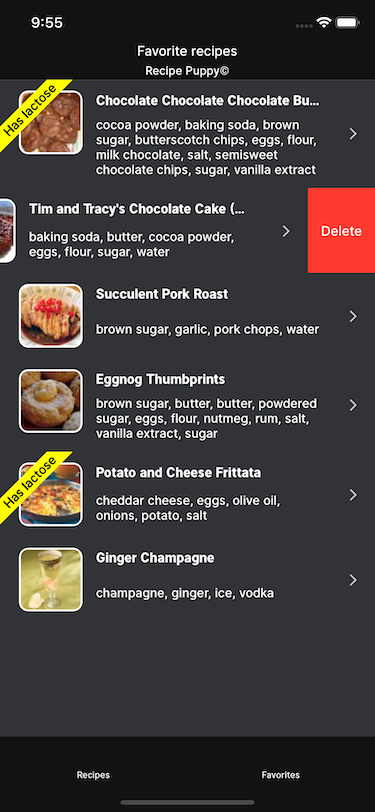 9:55
Favorite recipes
Recipe Puppy©
Has lactose
Chocolate Chocolate Chocolate Bu...
cocoa powder, baking soda, brown
sugar, butterscotch chips, eggs, flour,
milk chocolate, salt, semisweet
chocolate chips, sugar, vanilla extract
Tim and Tracy's Chocolate Cake (...
baking soda, butter, cocoa powder,
eggs, flour, sugar, water
Delete
Succulent Pork Roast
brown sugar, garlic, pork chops, water
Eggnog Thumbprints
brown sugar, butter, butter, powdered
sugar, eggs, flour, nutmeg, rum, salt,
vanilla extract, sugar
Has lactose
Potato and Cheese Frittata
cheddar cheese, eggs, olive oil,
onions, potato, salt
Ginger Champagne
champagne, ginger, ice, vodka
Recipes
Favorites